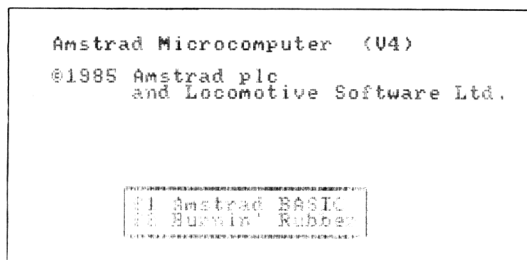 Amstrad Microcomputer (V4)
©1985 Amstrad plc
and Locomotive Software Ltd.
Amstrad BASIC
Burnin' Rubber